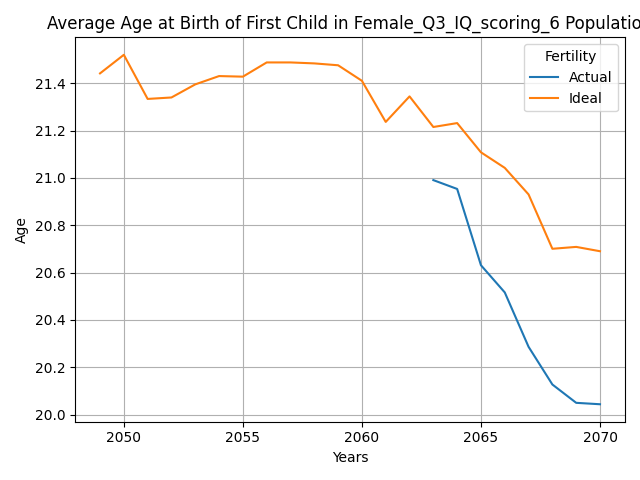 Average Age at Birth of First Child in Female_Q3_IQ_scoring_6 Populatio
Fertility
Actual
Ideal
Age
21.4
21.2
21.0
20.8
20.6
20.4
20.2
20.0
2050 2055 2060 2065 2070
Years